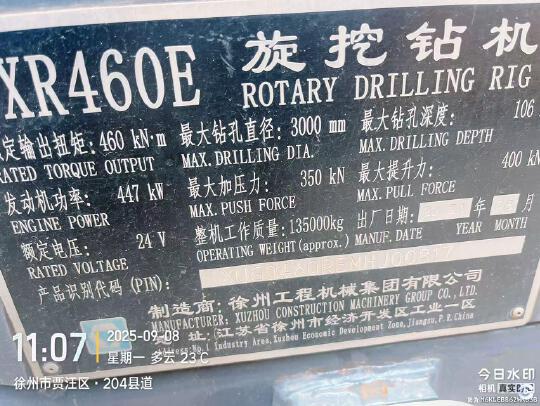 XR460E 旋挖钻机
ROTARY DRILLING RIG
定输出扭矩: 460 kN·m 最大钻孔直径: 3000 mm 最大钻孔深度: 106
RATED TORQUE OUTPUT MAX. DRILLING DIA. MAX. DRILLING DEPTH
发动机功率: 447 kW 最大加压力: 350 kN 最大提升力: 400 kN
ENGINE POWER MAX. PUSH FORCE MAX. PULL FORCE
额定电压: 24 V 整机工作质量: 135000kg 出厂日期: 年 月
RATED VOLTAGE OPERATING WEIGHT(approx.) MANUF. DATE YEAR MONTH
产品识别代码 (PIN):
制造商: 徐州工程机械集团有限公司
MANUFACTURER: XUZHOU CONSTRUCTION MACHINERY GROUP CO., LTD.
址: 江苏省徐州市经济开发区工业一区
Address: No.1 Industry Area, Xuzhou Economic Development Zone, Jiangsu, P.R. China
11:07 2025-09-08
星期一 多云 23℃
徐州市贾汪区·204县道
今日水印
相机 真实